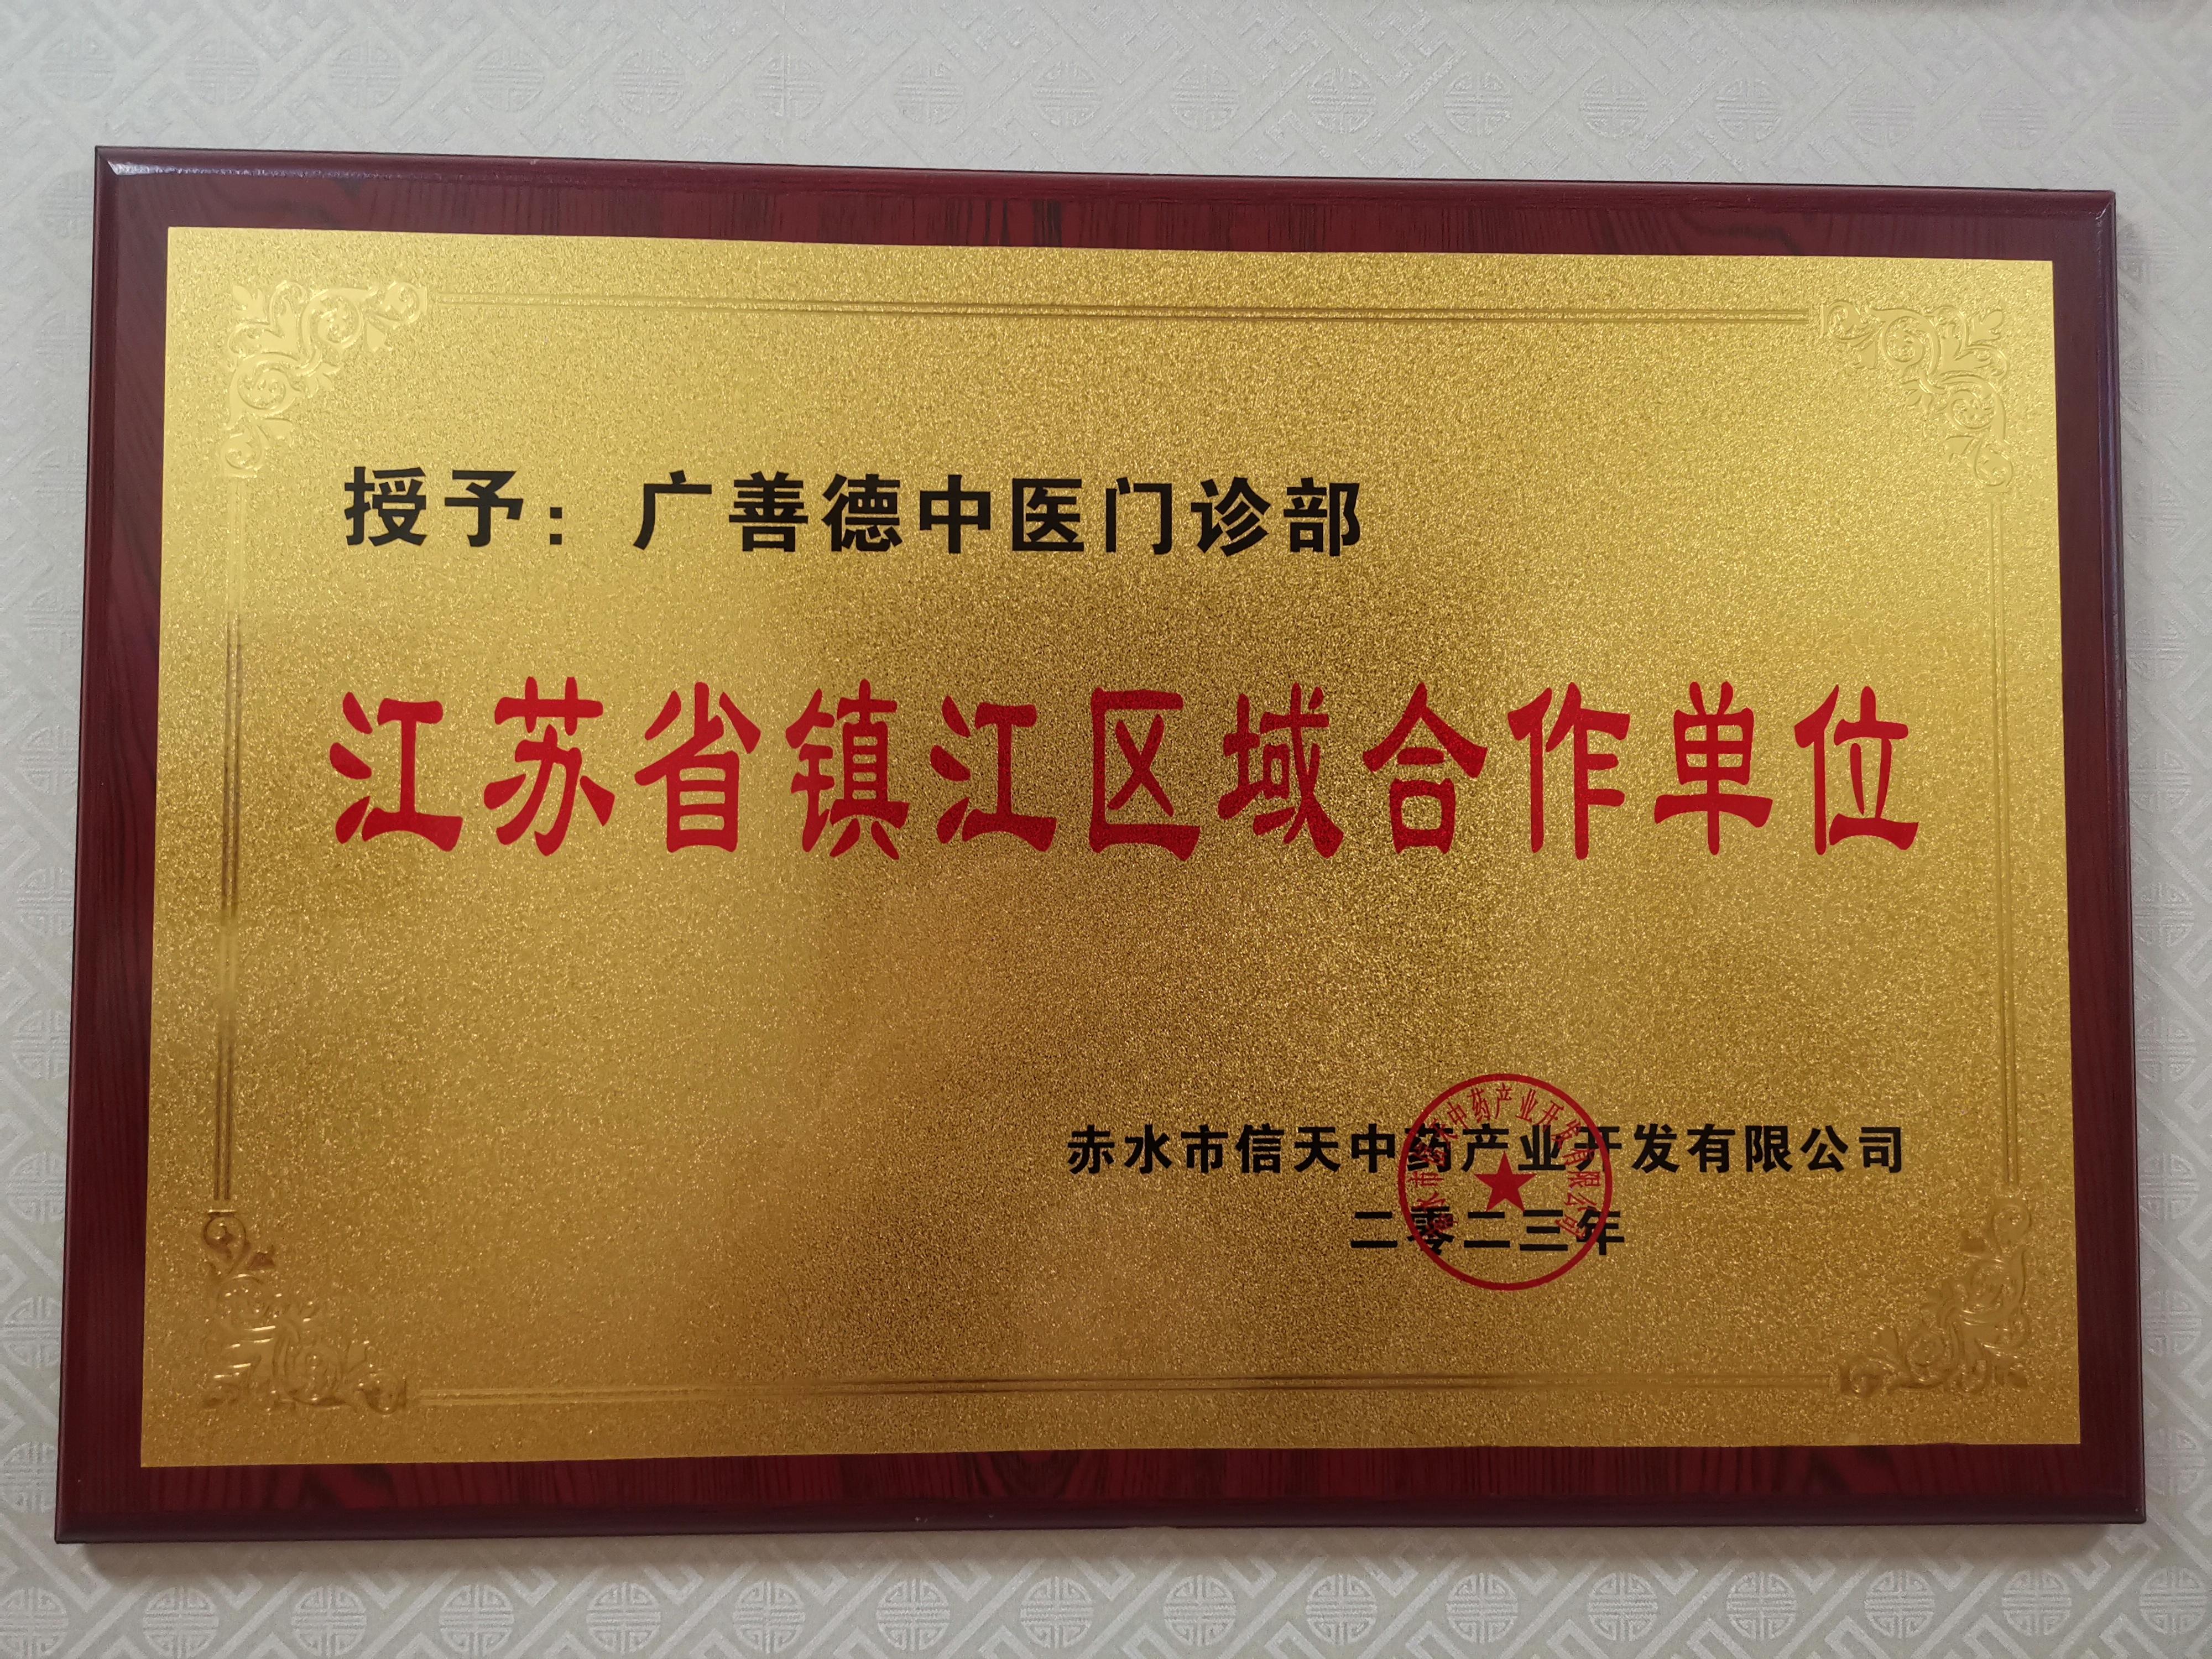 授予：广善德中医门诊部
江苏省镇江区域合作单位
赤水市信天中药产业开发有限公司
二零二三年